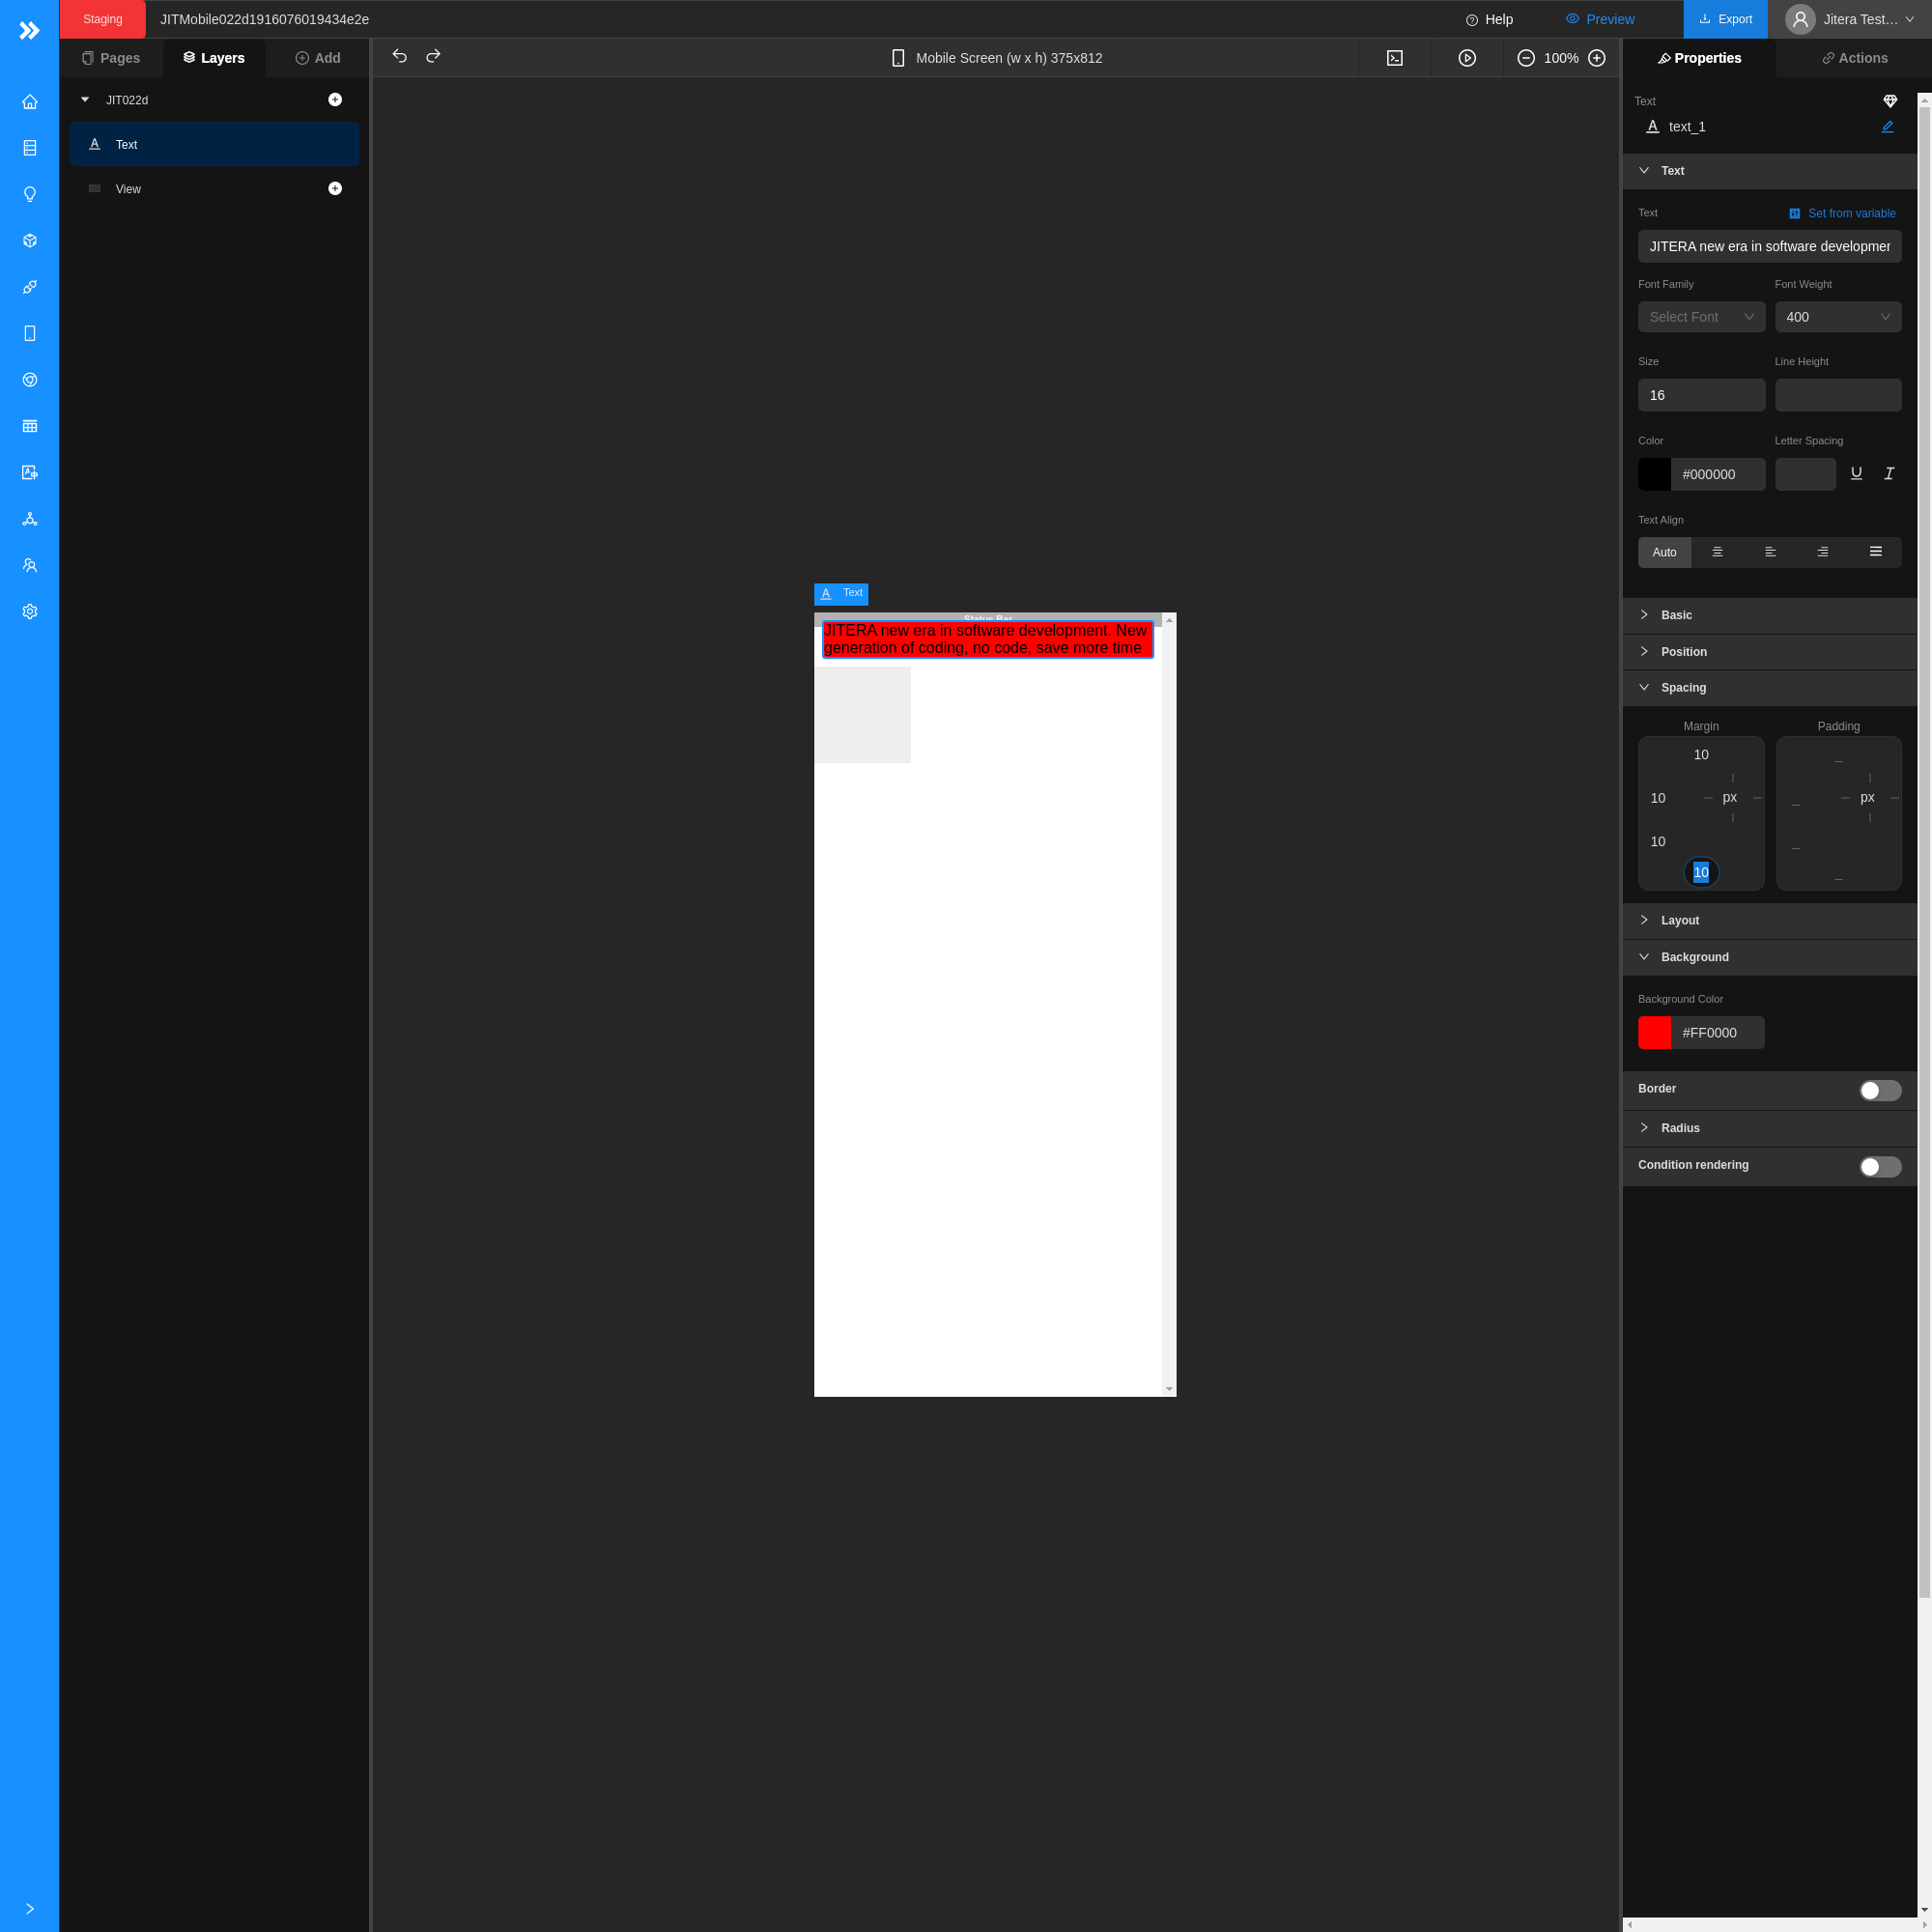 Staging
JITMobile022d1916076019434e2e
Help
Preview
Export
Jitera Test…
Pages
Layers
Add
Mobile Screen (w x h) 375x812
100%
Properties
Actions
JIT022d
Text
View
Text
text_1
Text
Text
Set from variable
JITERA new era in software developmen
Font Family
Font Weight
Select Font
400
Size
Line Height
16
Color
Letter Spacing
#000000
Text Align
Auto
Text
Status Bar
JITERA new era in software development. New
generation of coding, no code, save more time
Basic
Position
Spacing
Margin
Padding
10
10
px
px
10
10
Layout
Background
Background Color
#FF0000
Border
Radius
Condition rendering